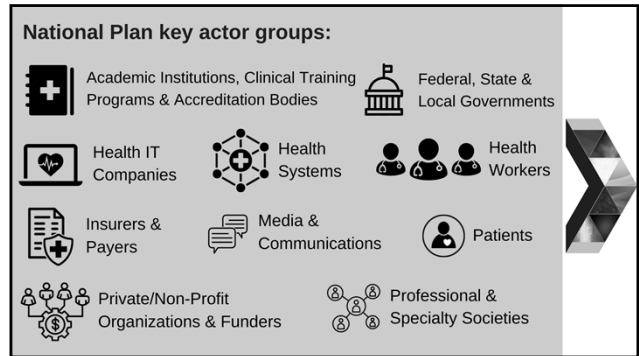 National Plan key actor groups:
Academic Institutions, Clinical Training
Programs & Accreditation Bodies
Federal, State &
Local Governments
Health IT
Companies
Health
Systems
Health
Workers
Insurers &
Payers
Media &
Communications
Patients
Private/Non-Profit
Organizations & Funders
Professional &
Specialty Societies